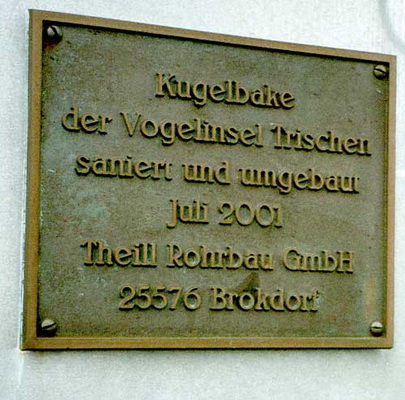 Kugelbake
der Vogelinsel Trischen
saniert und umgebaut
Juli 2001
Theill Rohrbau GmbH
25576 Brokdorf